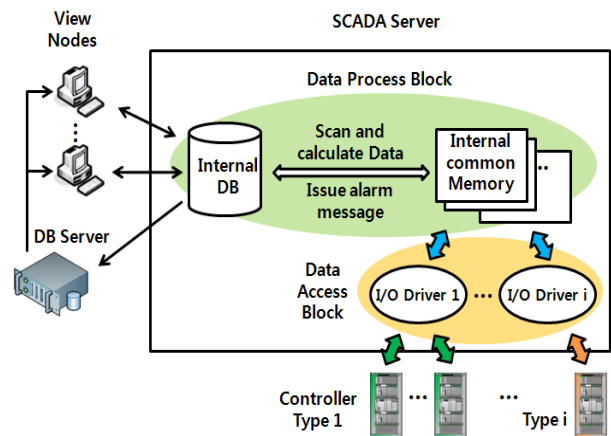 View
Nodes
SCADA Server
Data Process Block
Scan and
calculate Data
Internal
DB
Issue alarm
message
Internal
common
Memory
...
DB Server
Data
Access
Block
I/O Driver 1
...
I/O Driver i
Controller
Type 1
...
...
Type i